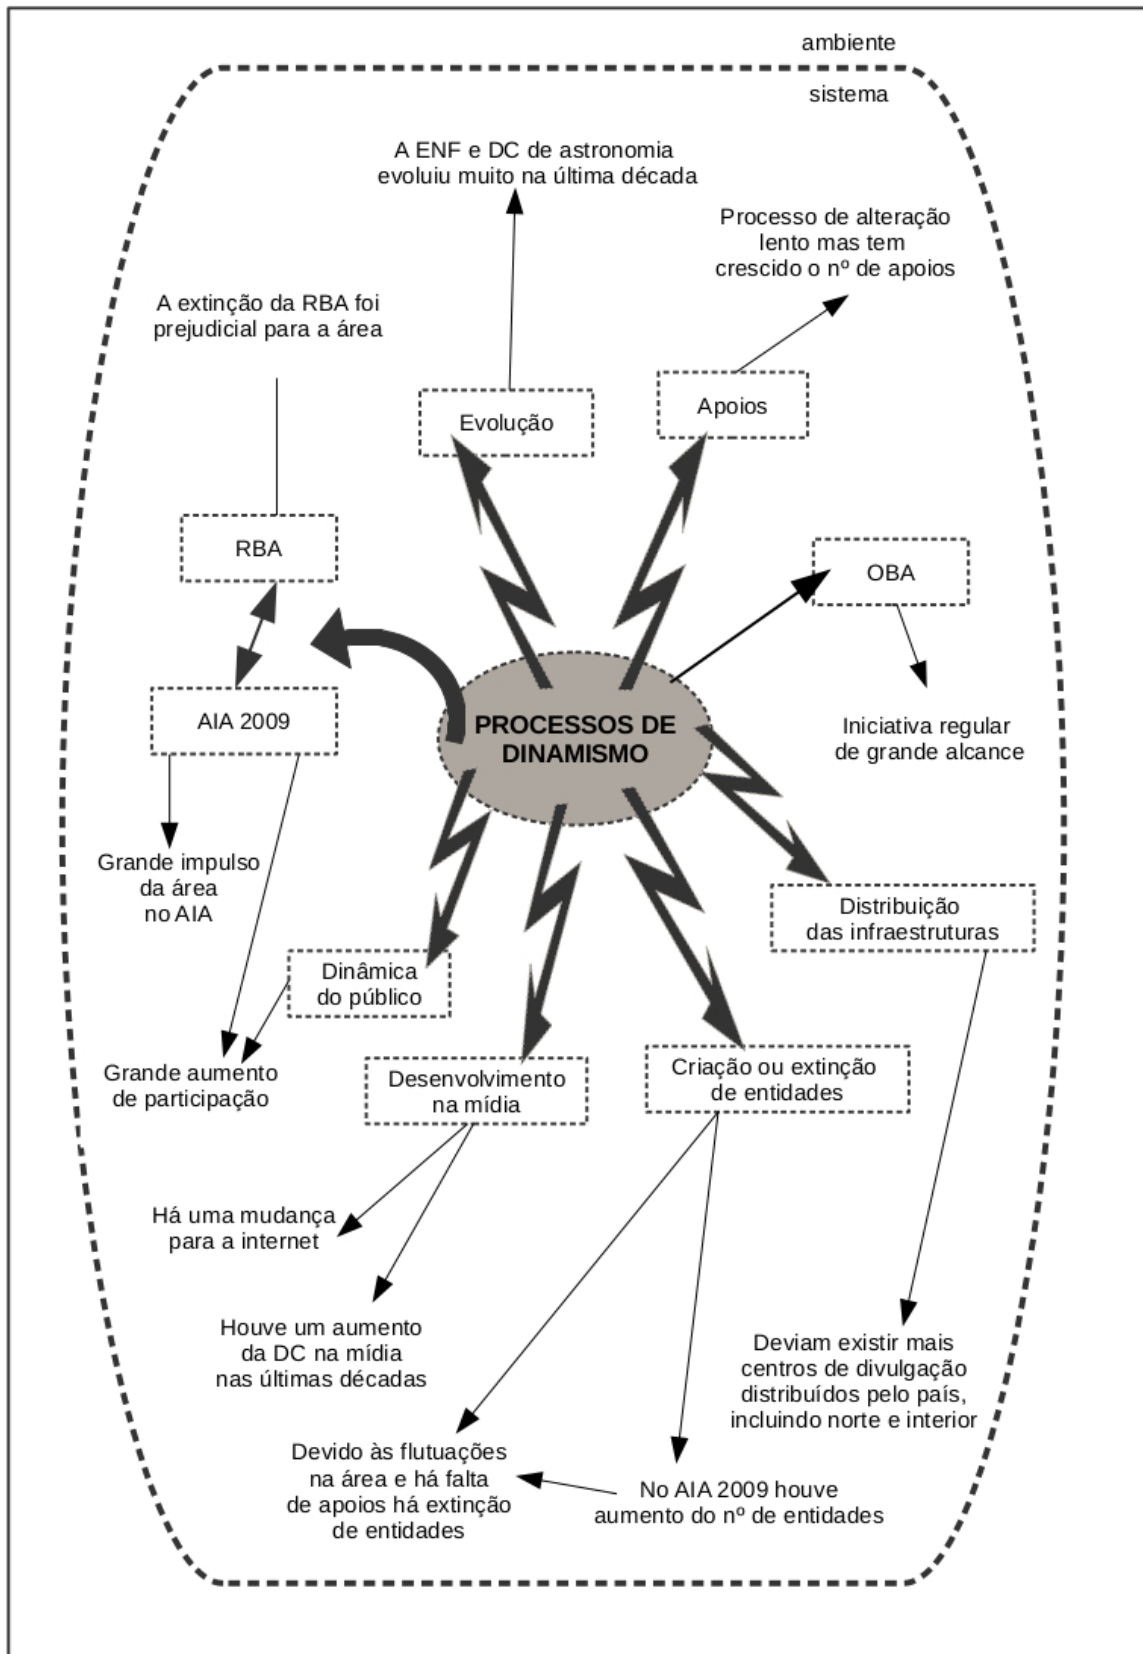 ambiente
sistema
A ENF e DC de astronomia
evoluiu muito na última década
Processo de alteração
lento mas tem
crescido o nº de apoios
A extinção da RBA foi
prejudicial para a área
Evolução
Apoios
RBA
OBA
AIA 2009
PROCESSOS DE
DINAMISMO
Iniciativa regular
de grande alcance
Grande impulso
da área
no AIA
Distribuição
das infraestruturas
Dinâmica
do público
Grande aumento
de participação
Desenvolvimento
na mídia
Criação ou extinção
de entidades
Há uma mudança
para a internet
Houve um aumento
da DC na mídia
nas últimas décadas
Deviam existir mais
centros de divulgação
distribuídos pelo país,
incluindo norte e interior
Devido às flutuações
na área e há falta
de apoios há extinção
de entidades
No AIA 2009 houve
aumento do nº de entidades